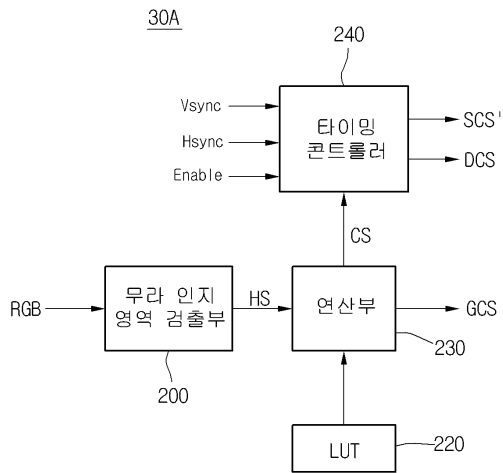 30A
240
Vsync
Hsync
Enable
타이밍
콘트롤러
SCS'
DCS
CS
RGB
무라 인지
영역 검출부
HS
연산부
GCS
200
230
LUT
220